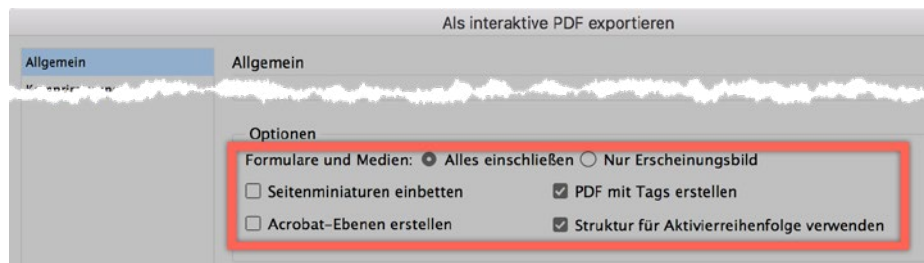 Als interaktive PDF exportieren
Allgemein
Allgemein
Optionen
Formulare und Medien: Alles einschließen Nur Erscheinungsbild
Seitenminiaturen einbetten PDF mit Tags erstellen
Acrobat-Ebenen erstellen Struktur für Aktivierreihenfolge verwenden